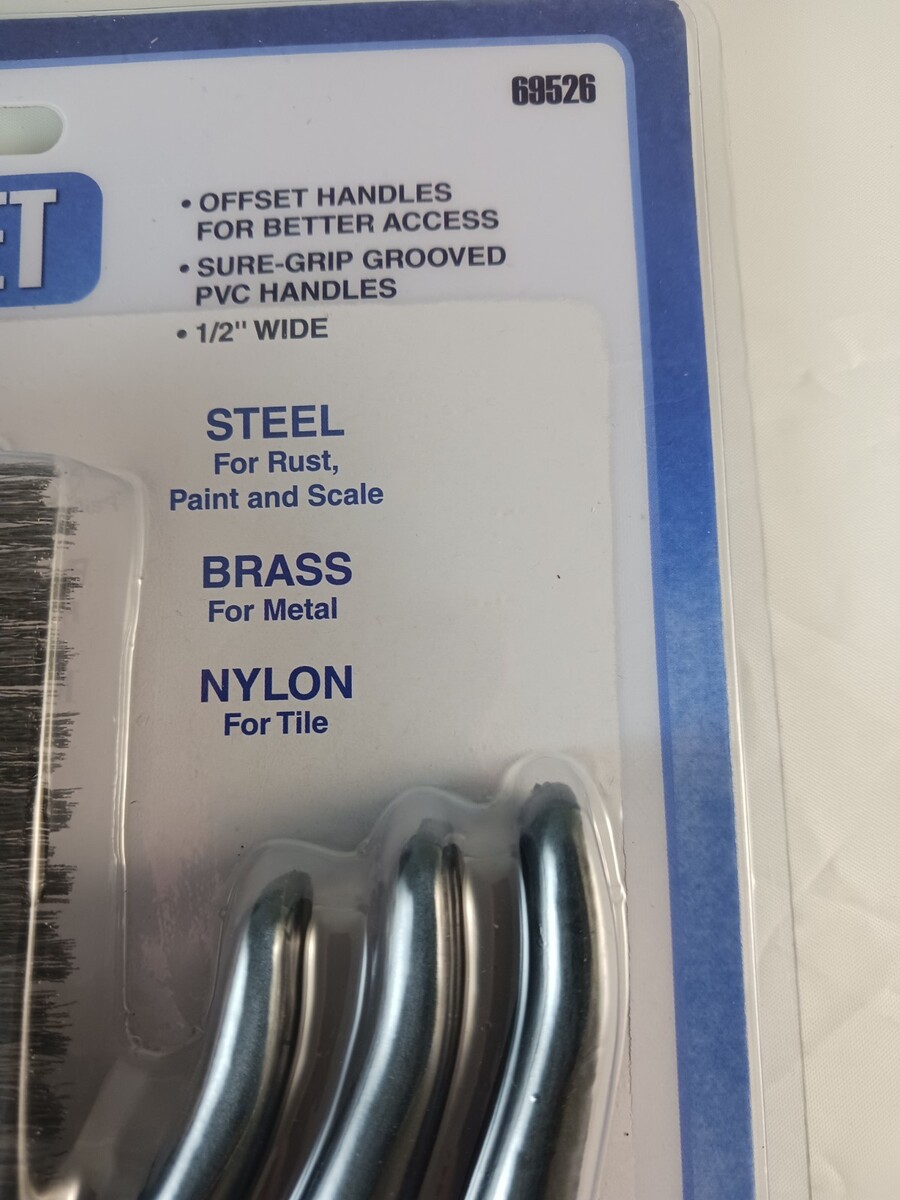 69526
ET
• OFFSET HANDLES
FOR BETTER ACCESS
• SURE-GRIP GROOVED
PVC HANDLES
• 1/2" WIDE
STEEL
For Rust,
Paint and Scale
BRASS
For Metal
NYLON
For Tile